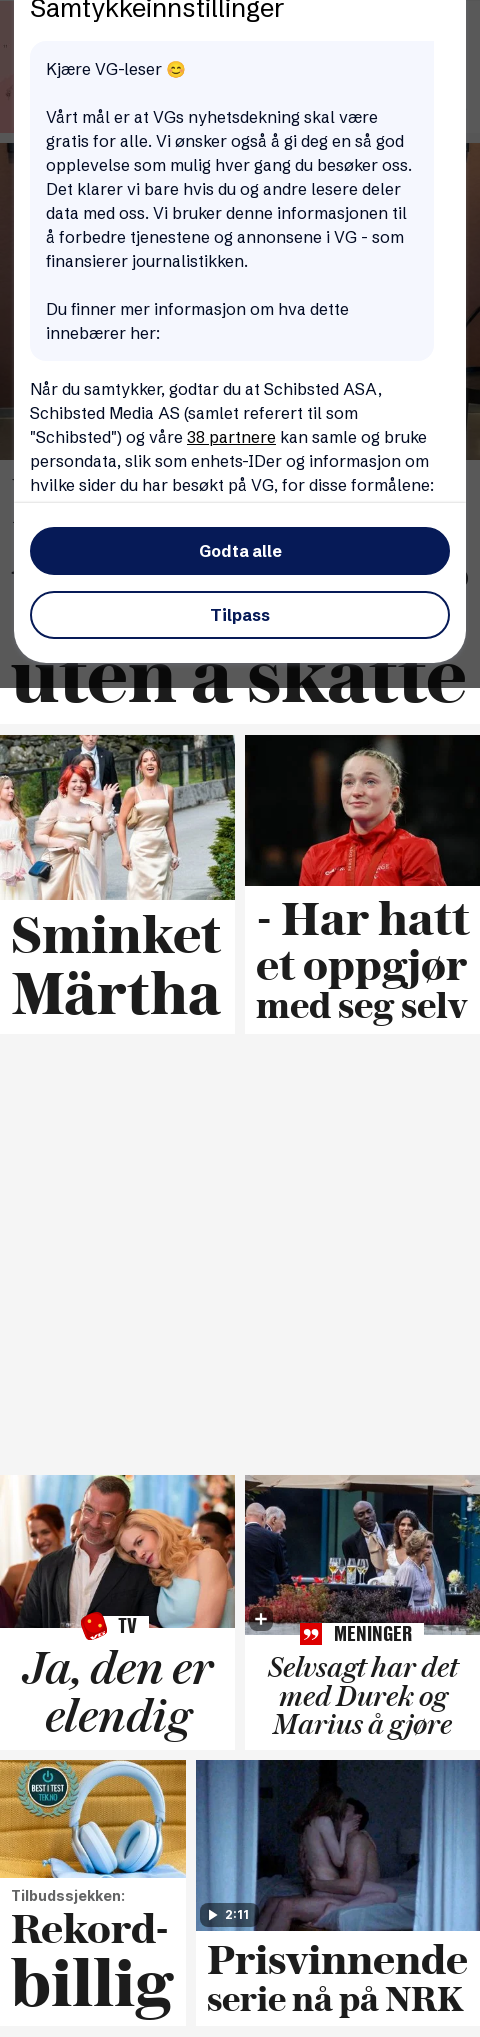 Samtykkeinnstillinger
Kjære VG-leser 😊
Vårt mål er at VGs nyhetsdekning skal være
gratis for alle. Vi ønsker også å gi deg en så god
opplevelse som mulig hver gang du besøker oss.
Det klarer vi bare hvis du og andre lesere deler
data med oss. Vi bruker denne informasjonen til
å forbedre tjenestene og annonsene i VG - som
finansierer journalistikken.
Du finner mer informasjon om hva dette
innebærer her:
Når du samtykker, godtar du at Schibsted ASA,
Schibsted Media AS (samlet referert til som
"Schibsted") og våre 38 partnere kan samle og bruke
persondata, slik som enhets-IDer og informasjon om
hvilke sider du har besøkt på VG, for disse formålene:
Godta alle
Tilpass
uten å skatte
Sminket
Märtha
- Har hatt
et oppgjør
med seg selv
TV
Ja, den er
elendig
MENINGER
Selvsagt har det
med Durek og
Marius å gjøre
BEST I TEST
TEK.NO
Tilbudssjekken:
Rekord-
billig
2:11
Prisvinnende
serie nå på NRK